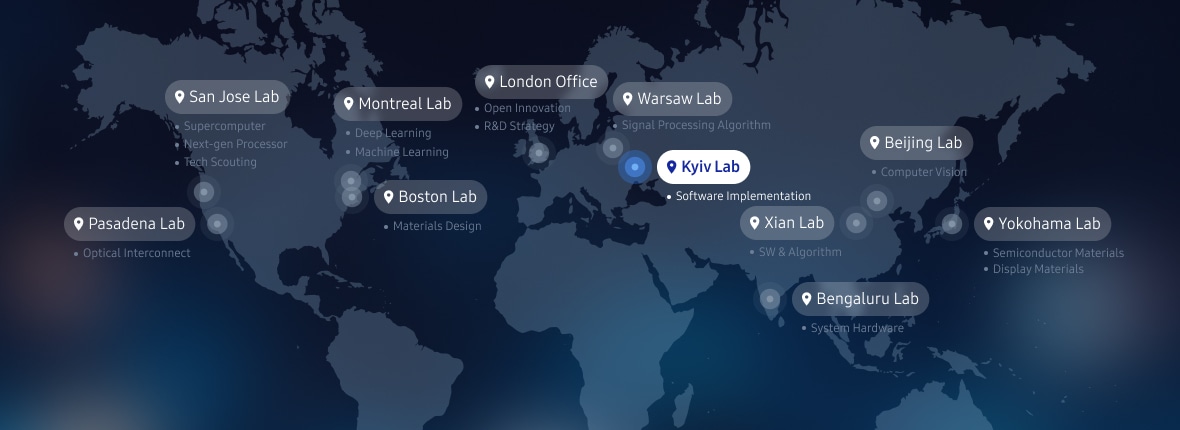 San Jose Lab
Supercomputer
Next-gen Processor
Tech Scouting
Montreal Lab
Deep Learning
Machine Learning
London Office
Open Innovation
R&D Strategy
Warsaw Lab
Signal Processing Algorithm
Kyiv Lab
Software Implementation
Beijing Lab
Computer Vision
Boston Lab
Materials Design
Pasadena Lab
Optical Interconnect
Xian Lab
SW & Algorithm
Yokohama Lab
Semiconductor Materials
Display Materials
Bengaluru Lab
System Hardware